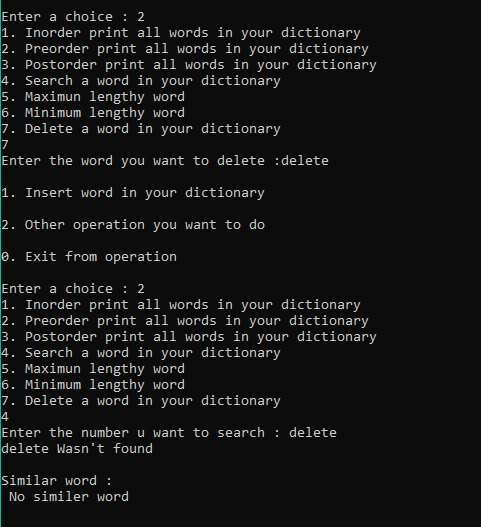 Enter a choice : 2
1. Inorder print all words in your dictionary
2. Preorder print all words in your dictionary
3. Postorder print all words in your dictionary
4. Search a word in your dictionary
5. Maximun lengthy word
6. Minimum lengthy word
7. Delete a word in your dictionary
7
Enter the word you want to delete :delete
1. Insert word in your dictionary
2. Other operation you want to do
0. Exit from operation
Enter a choice : 2
1. Inorder print all words in your dictionary
2. Preorder print all words in your dictionary
3. Postorder print all words in your dictionary
4. Search a word in your dictionary
5. Maximun lengthy word
6. Minimum lengthy word
7. Delete a word in your dictionary
4
Enter the number u want to search : delete
delete Wasn't found
Similar word :
No similer word